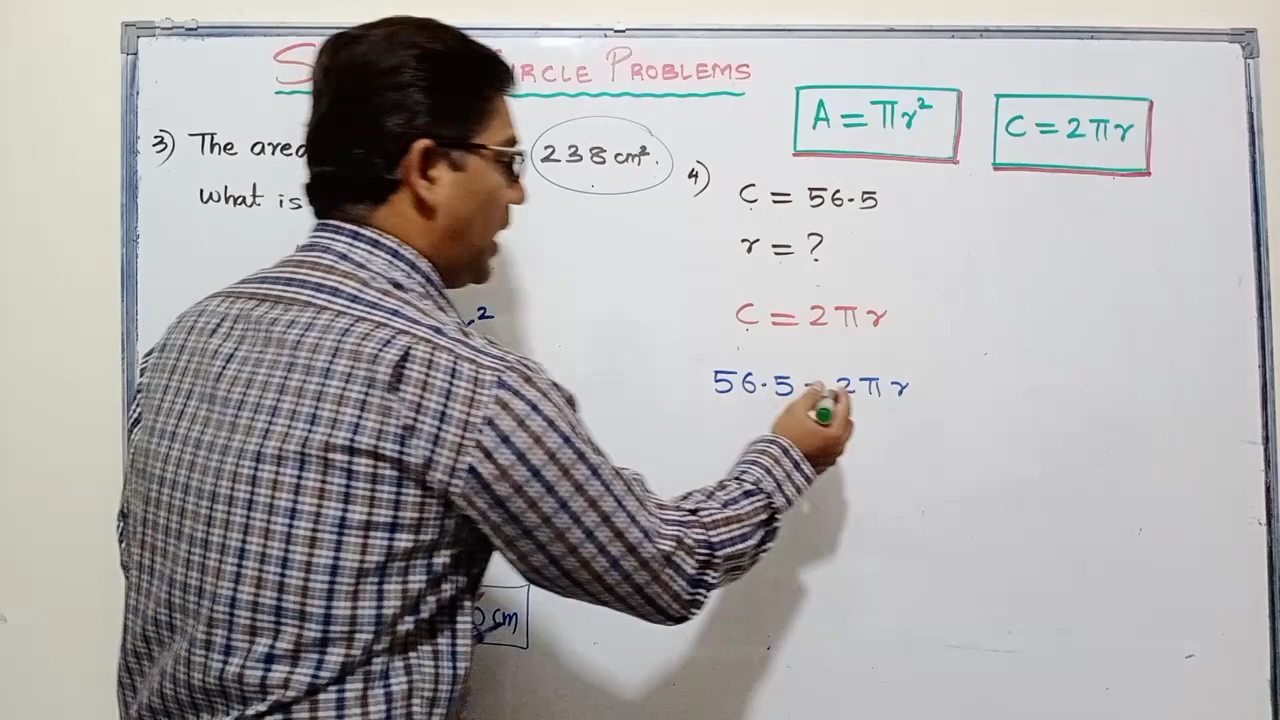 CIRCLE PROBLEMS
A = πr²
C = 2πr
3) The area 238 cm².
what is
2
cm
4) C = 56.5
r = ?
C = 2πr
56.5 = 2πr